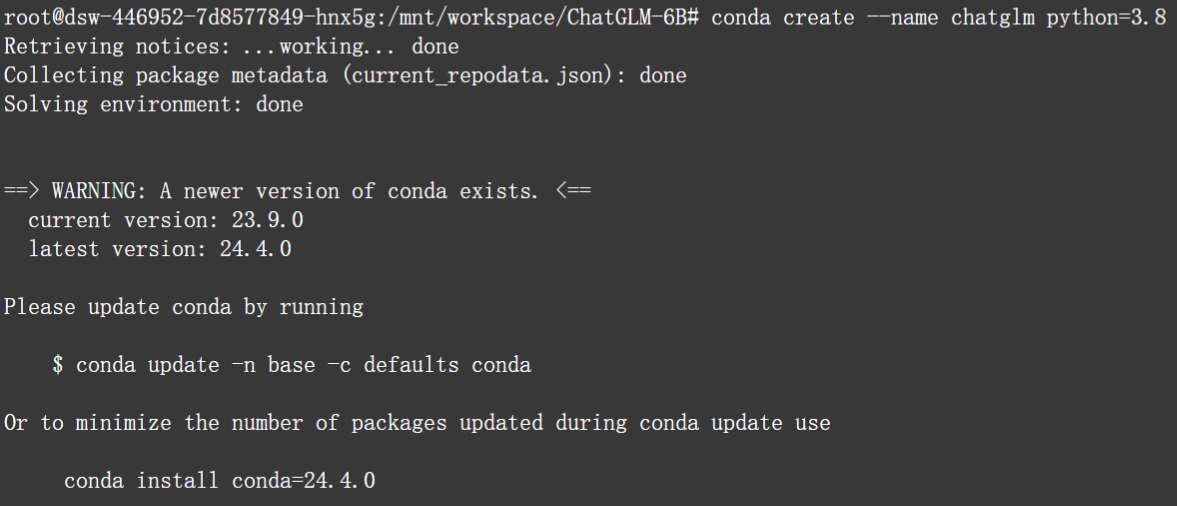 root@dsw-446952-7d8577849-hnx5g:/mnt/workspace/ChatGLM-6B# conda create --name chatglm python=3.8
Retrieving notices: ...working... done
Collecting package metadata (current_repodata.json): done
Solving environment: done
==> WARNING: A newer version of conda exists. <==
current version: 23.9.0
latest version: 24.4.0
Please update conda by running
$ conda update -n base -c defaults conda
Or to minimize the number of packages updated during conda update use
conda install conda=24.4.0